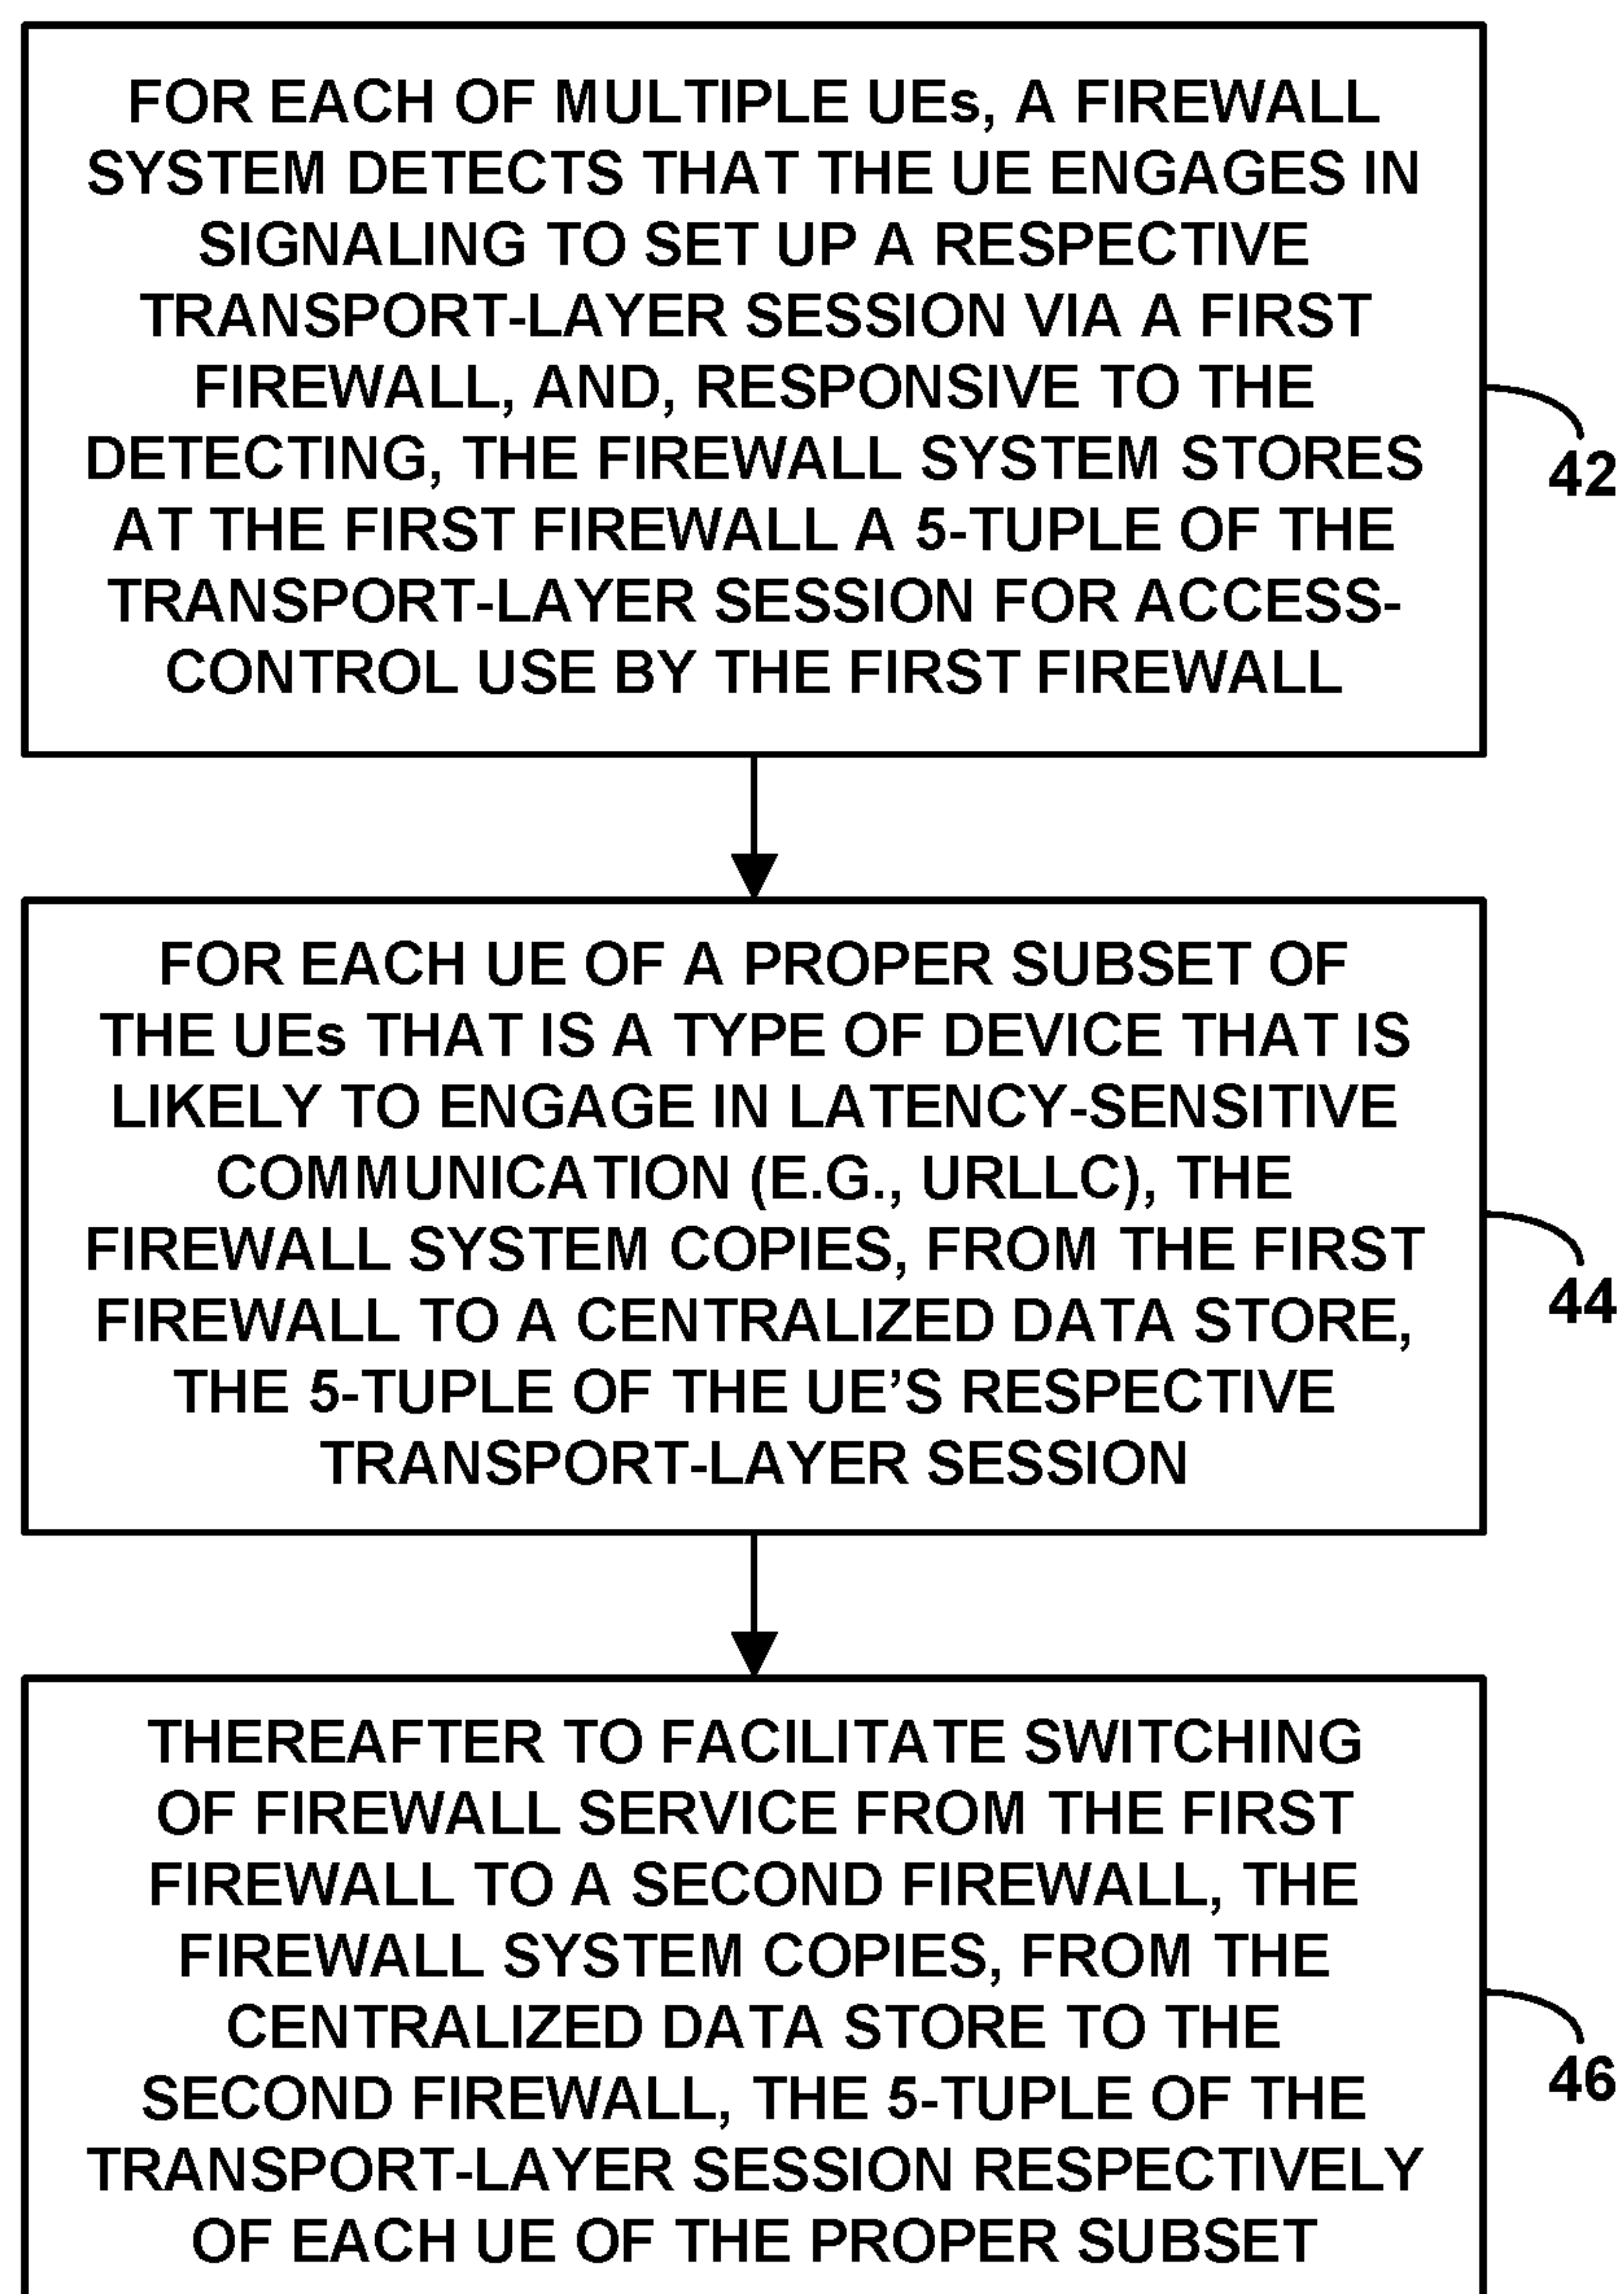 FOR EACH OF MULTIPLE UEs, A FIREWALL
SYSTEM DETECTS THAT THE UE ENGAGES IN
SIGNALING TO SET UP A RESPECTIVE
TRANSPORT-LAYER SESSION VIA A FIRST
FIREWALL, AND, RESPONSIVE TO THE
DETECTING, THE FIREWALL SYSTEM STORES
AT THE FIRST FIREWALL A 5-TUPLE OF THE
TRANSPORT-LAYER SESSION FOR ACCESS-
CONTROL USE BY THE FIRST FIREWALL
42
FOR EACH UE OF A PROPER SUBSET OF
THE UEs THAT IS A TYPE OF DEVICE THAT IS
LIKELY TO ENGAGE IN LATENCY-SENSITIVE
COMMUNICATION (E.G., URLLC), THE
FIREWALL SYSTEM COPIES, FROM THE FIRST
FIREWALL TO A CENTRALIZED DATA STORE,
THE 5-TUPLE OF THE UE’S RESPECTIVE
TRANSPORT-LAYER SESSION
44
THEREAFTER TO FACILITATE SWITCHING
OF FIREWALL SERVICE FROM THE FIRST
FIREWALL TO A SECOND FIREWALL, THE
FIREWALL SYSTEM COPIES, FROM THE
CENTRALIZED DATA STORE TO THE
SECOND FIREWALL, THE 5-TUPLE OF THE
TRANSPORT-LAYER SESSION RESPECTIVELY
OF EACH UE OF THE PROPER SUBSET
46